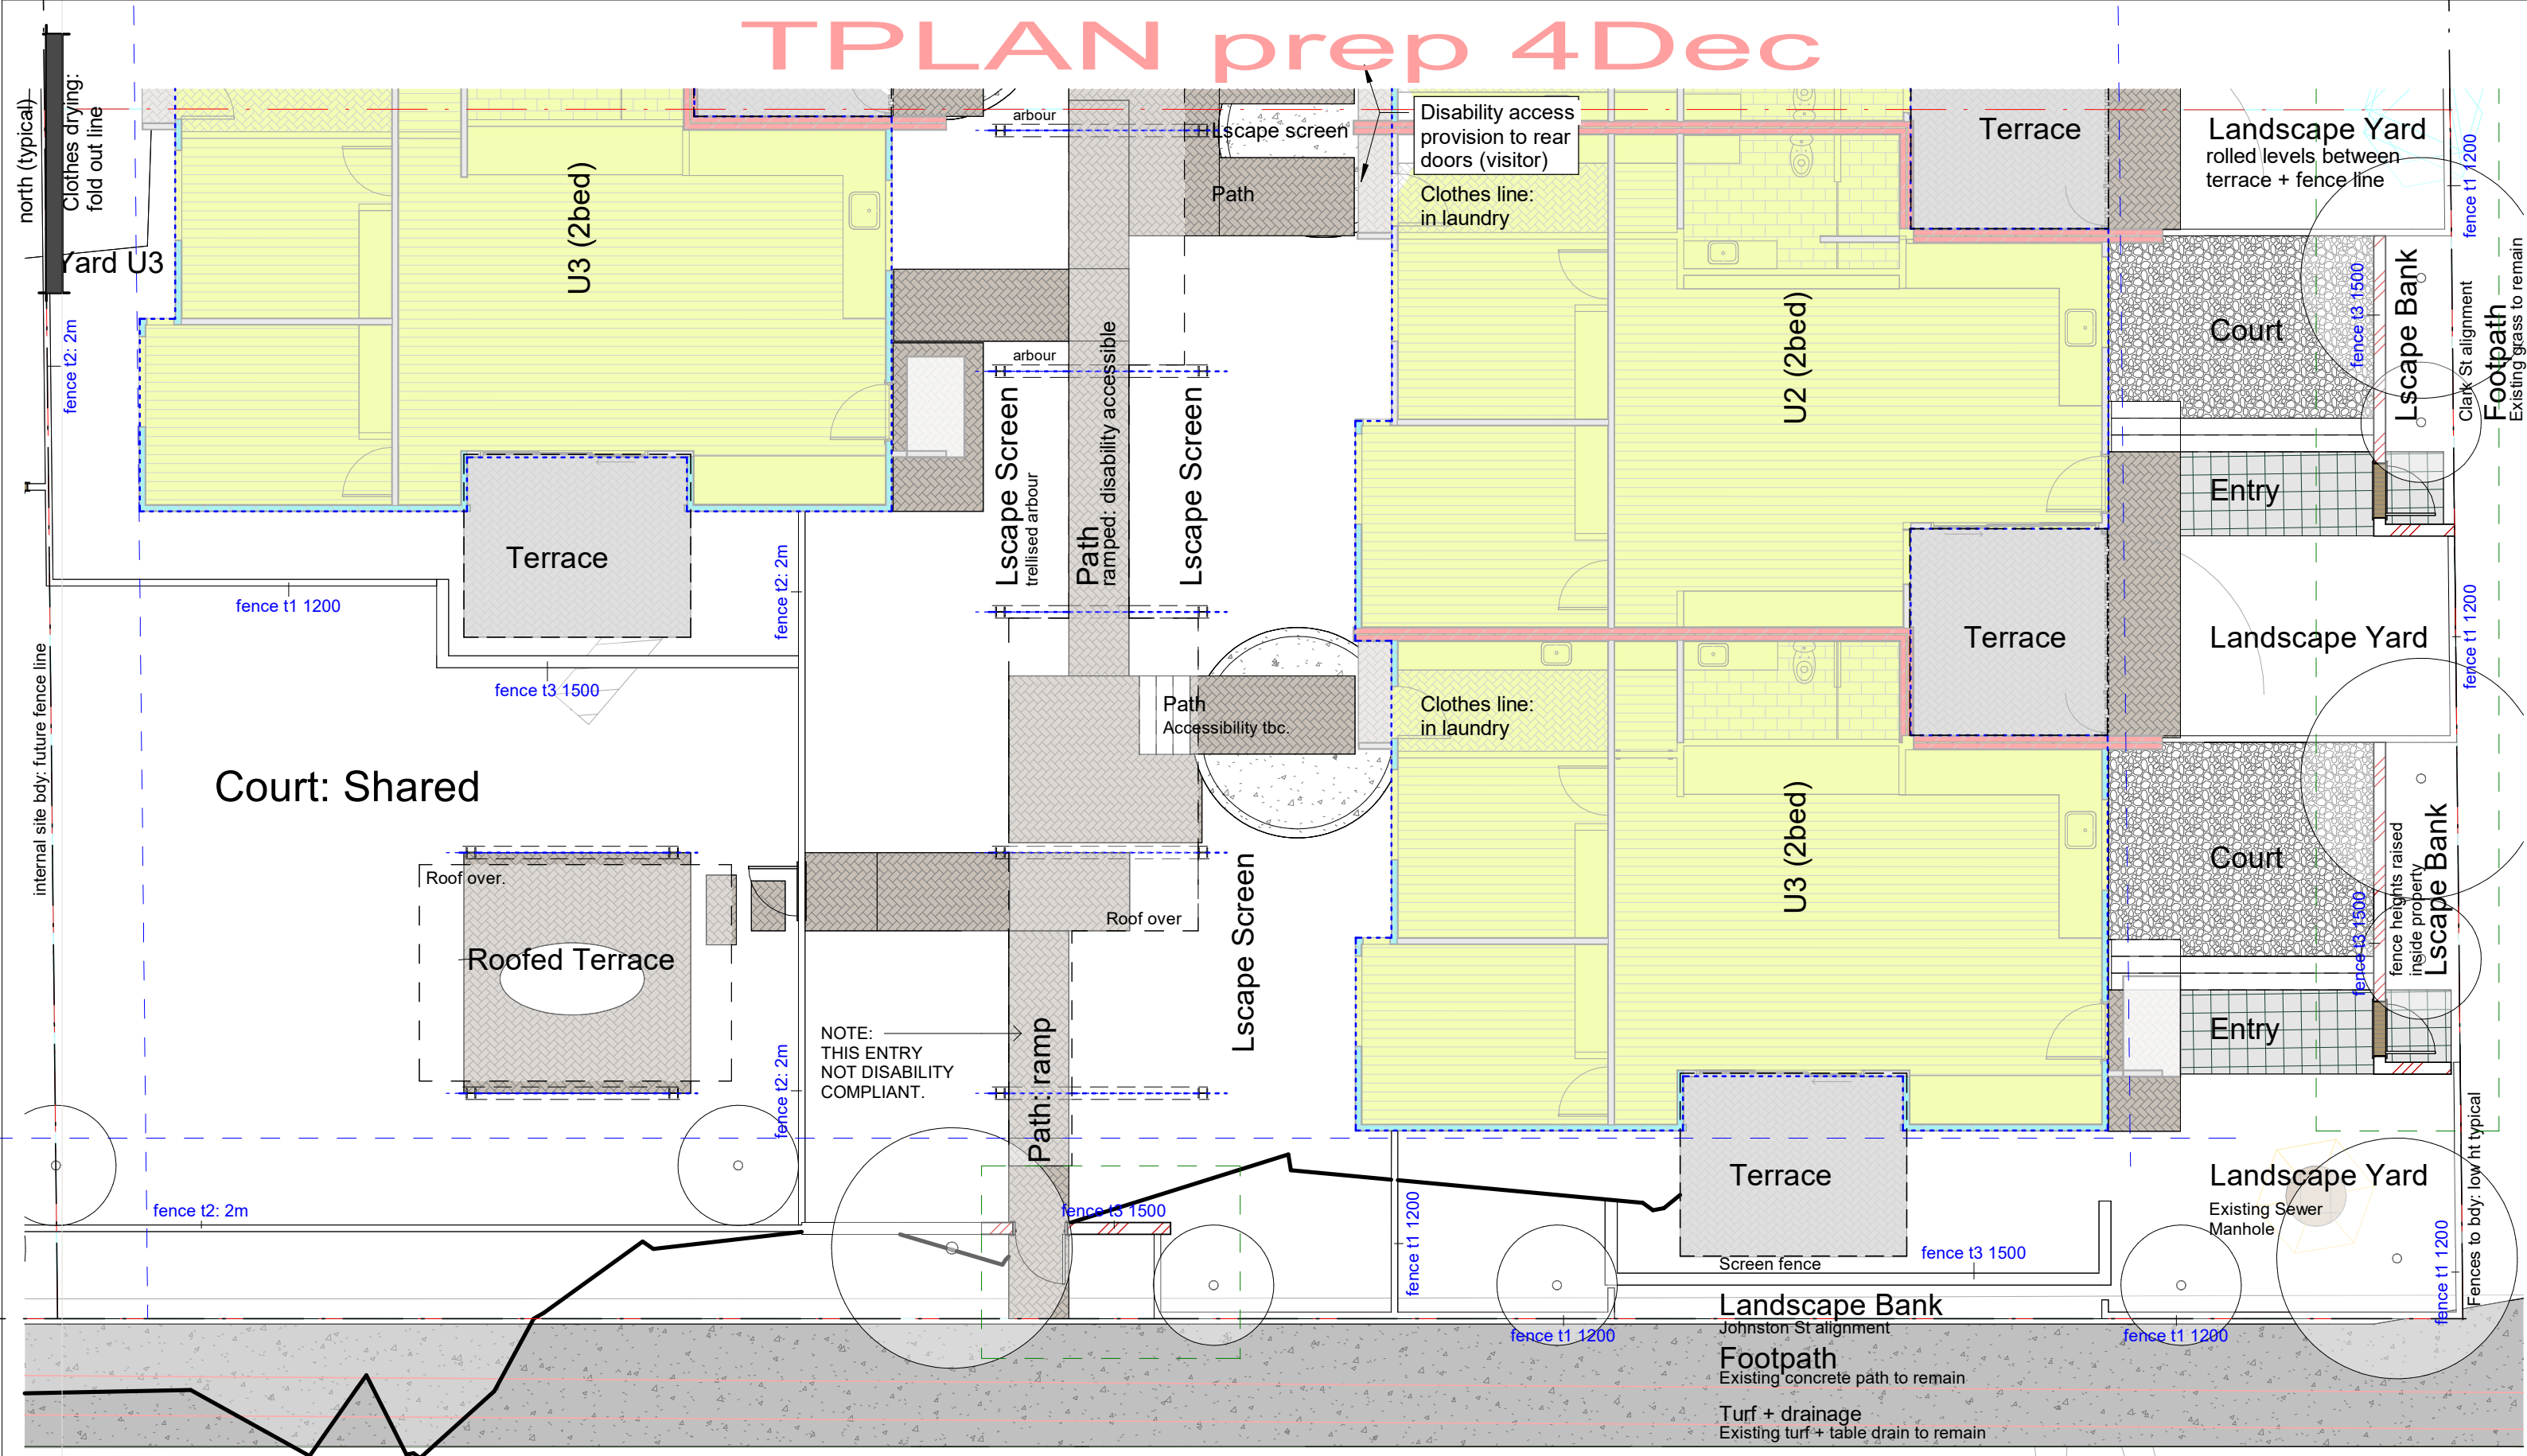 TPLAN prep 4Dec
north (typical)
Clothes drying:
fold out line
Yard U3
fence t2: 2m
U3 (2bed)
arbour
Lscape screen
Path
Disability access
provision to rear
doors (visitor)
Clothes line:
in laundry
Terrace
Landscape Yard
rolled levels between
terrace + fence line
fence t1 1200
arbour
Lscape Screen
trellised arbour
Path
ramped: disability accessible
Lscape Screen
U2 (2bed)
Court
fence t3 1500
Lscape Bank
Clark St alignment
Footpath
Existing grass to remain
Entry
Terrace
fence t1 1200
fence t2: 2m
fence t3 1500
Path
Accessibility tbc.
Clothes line:
in laundry
Terrace
Landscape Yard
fence t1 1200
internal site bdy: future fence line
Court: Shared
Roof over.
Roofed Terrace
Roof over
Lscape Screen
U3 (2bed)
Court
fence t3 1500
fence heights raised
inside property
Lscape Bank
Entry
NOTE:
THIS ENTRY
NOT DISABILITY
COMPLIANT.
Path: ramp
fence t2: 2m
fence t2: 2m
fence t3 1500
fence t1 1200
Terrace
Screen fence
fence t3 1500
Landscape Yard
Existing Sewer
Manhole
fence t1 1200
Fences to bdy: low ht typical
Landscape Bank
Johnston St alignment
fence t1 1200
fence t1 1200
Footpath
Existing concrete path to remain
Turf + drainage
Existing turf + table drain to remain